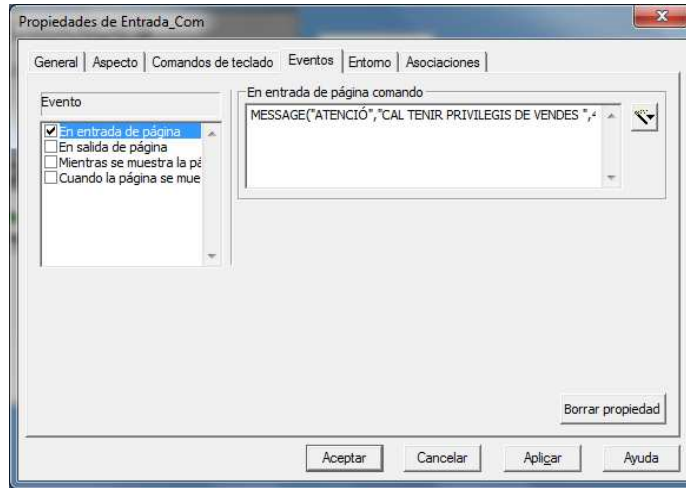 Propiedades de Entrada_Com
General Aspecto Comandos de teclado Eventos Entorno Asociaciones
Evento
En entrada de página
En salida de página
Mientras se muestra la pá
Cuando la página se mue
En entrada de página comando
MESSAGE("ATENCIÓ","CAL TENIR PRIVILEGIS DE VENDES ",4
Borrar propiedad
Aceptar Cancelar Aplicar Ayuda